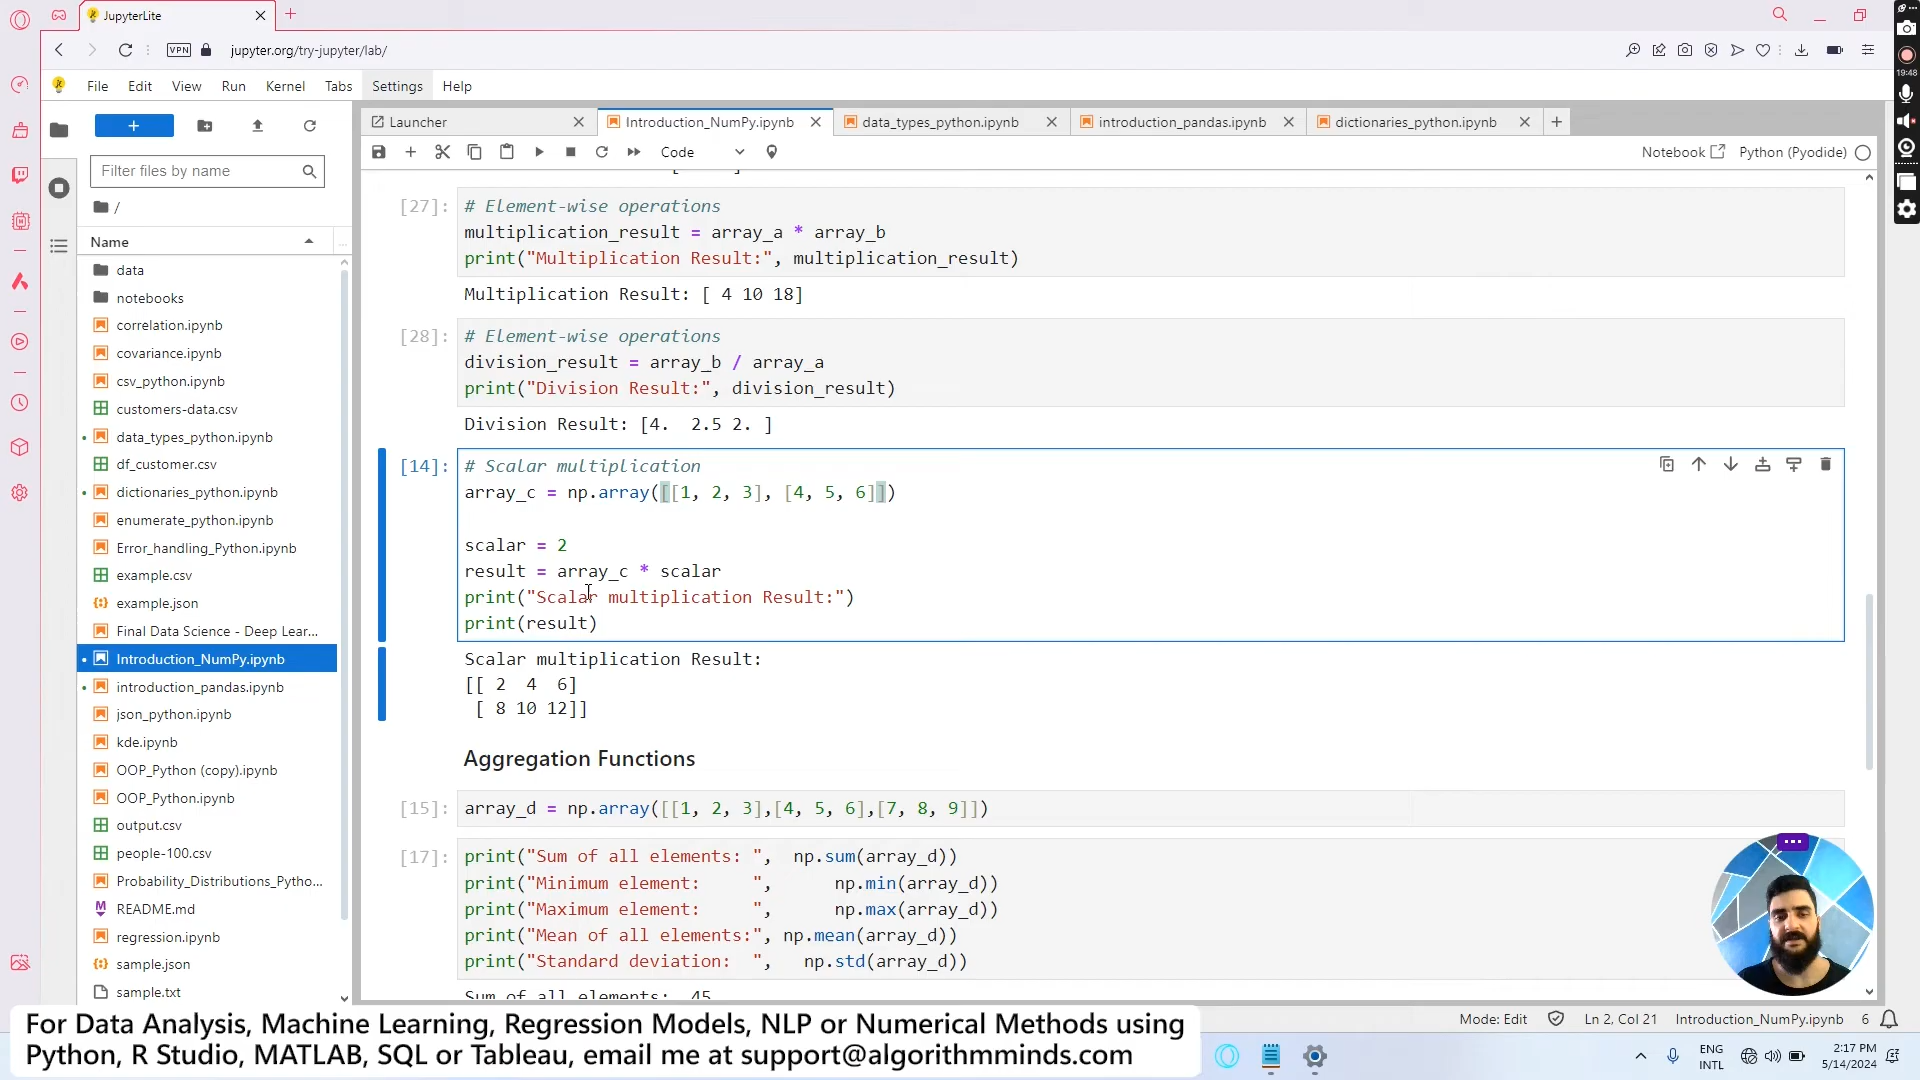 JupyterLite
VPN
jupyter.org/try-jupyter/lab/
19:48
File Edit View Run Kernel Tabs Settings Help
Launcher
Introduction_NumPy.ipynb
data_types_python.ipynb
introduction_pandas.ipynb
dictionaries_python.ipynb
Code
Notebook
Python (Pyodide)
Filter files by name
/
Name
data
notebooks
correlation.ipynb
covariance.ipynb
csv_python.ipynb
customers-data.csv
data_types_python.ipynb
df_customer.csv
dictionaries_python.ipynb
enumerate_python.ipynb
Error_handling_Python.ipynb
example.csv
example.json
Final Data Science - Deep Lear...
Introduction_NumPy.ipynb
introduction_pandas.ipynb
json_python.ipynb
kde.ipynb
OOP_Python (copy).ipynb
OOP_Python.ipynb
output.csv
people-100.csv
Probability_Distributions_Pytho...
README.md
regression.ipynb
sample.json
sample.txt
[27]: # Element-wise operations
multiplication_result = array_a * array_b
print("Multiplication Result:", multiplication_result)
Multiplication Result: [ 4 10 18]
[28]: # Element-wise operations
division_result = array_b / array_a
print("Division Result:", division_result)
Division Result: [4.  2.5 2. ]
[14]: # Scalar multiplication
array_c = np.array([[1, 2, 3], [4, 5, 6]])
scalar = 2
result = array_c * scalar
print("Scalar multiplication Result:")
print(result)
Scalar multiplication Result:
[[ 2  4  6]
[ 8 10 12]]
Aggregation Functions
[15]: array_d = np.array([[1, 2, 3],[4, 5, 6],[7, 8, 9]])
[17]: print("Sum of all elements: ",  np.sum(array_d))
print("Minimum element:     ",      np.min(array_d))
print("Maximum element:     ",      np.max(array_d))
print("Mean of all elements:", np.mean(array_d))
print("Standard deviation:  ",   np.std(array_d))
Sum of all elements:  45
Mode: Edit
Ln 2, Col 21
Introduction_NumPy.ipynb
6
For Data Analysis, Machine Learning, Regression Models, NLP or Numerical Methods using
Python, R Studio, MATLAB, SQL or Tableau, email me at support@algorithmminds.com
ENG
INTL
2:17 PM
5/14/2024